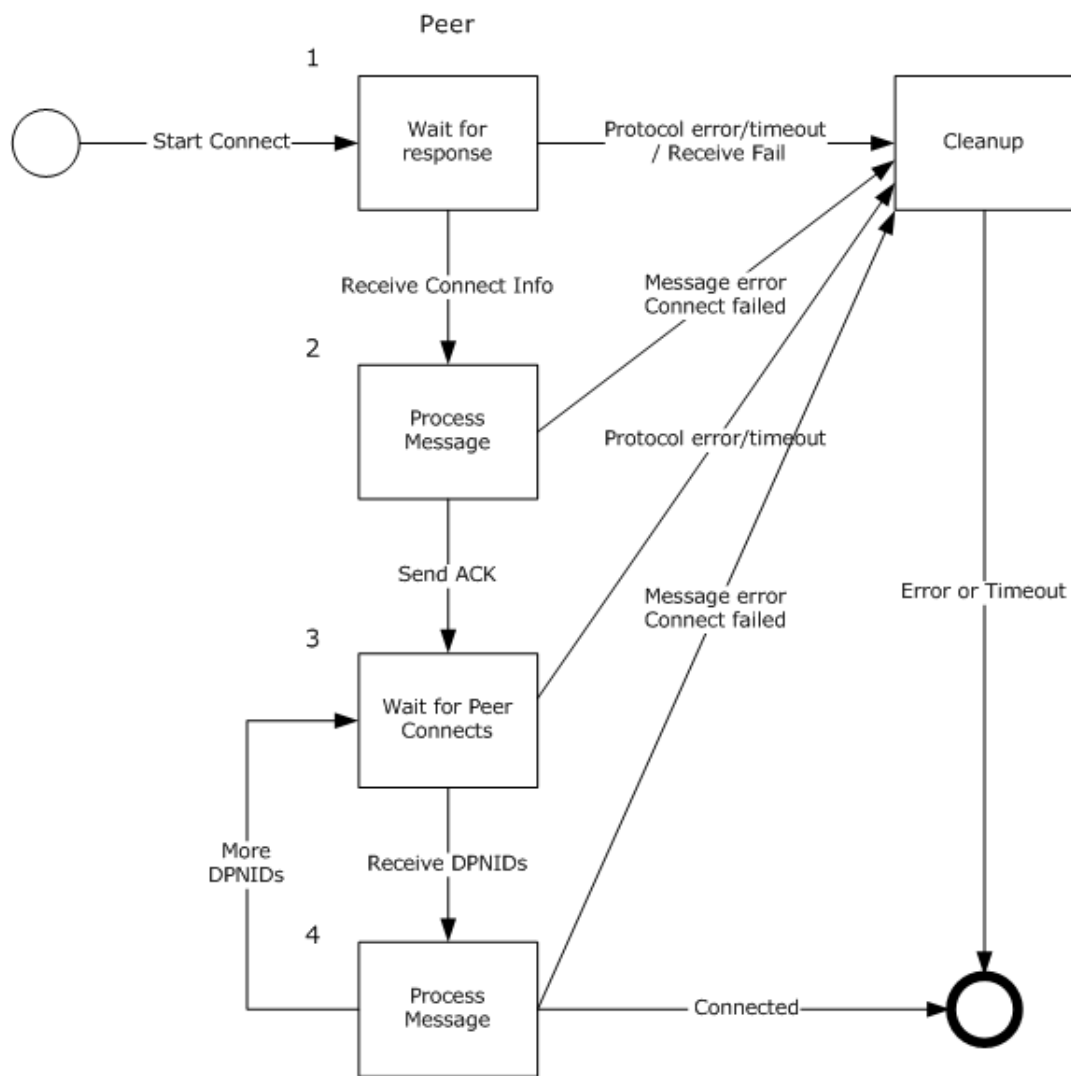 Peer
1
Wait for
response
Start Connect
Protocol error/timeout
/ Receive Fail
Cleanup
Receive Connect Info
Message error
Connect failed
2
Process
Message
Protocol error/timeout
Send ACK
Message error
Connect failed
Error or Timeout
3
Wait for Peer
Connects
More
DPNIDs
Receive DPNIDs
4
Process
Message
Connected